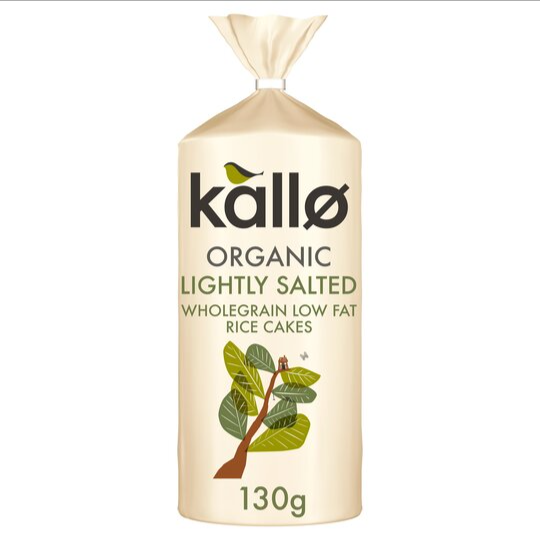 kallø
ORGANIC
LIGHTLY SALTED
WHOLEGRAIN LOW FAT
RICE CAKES
130g